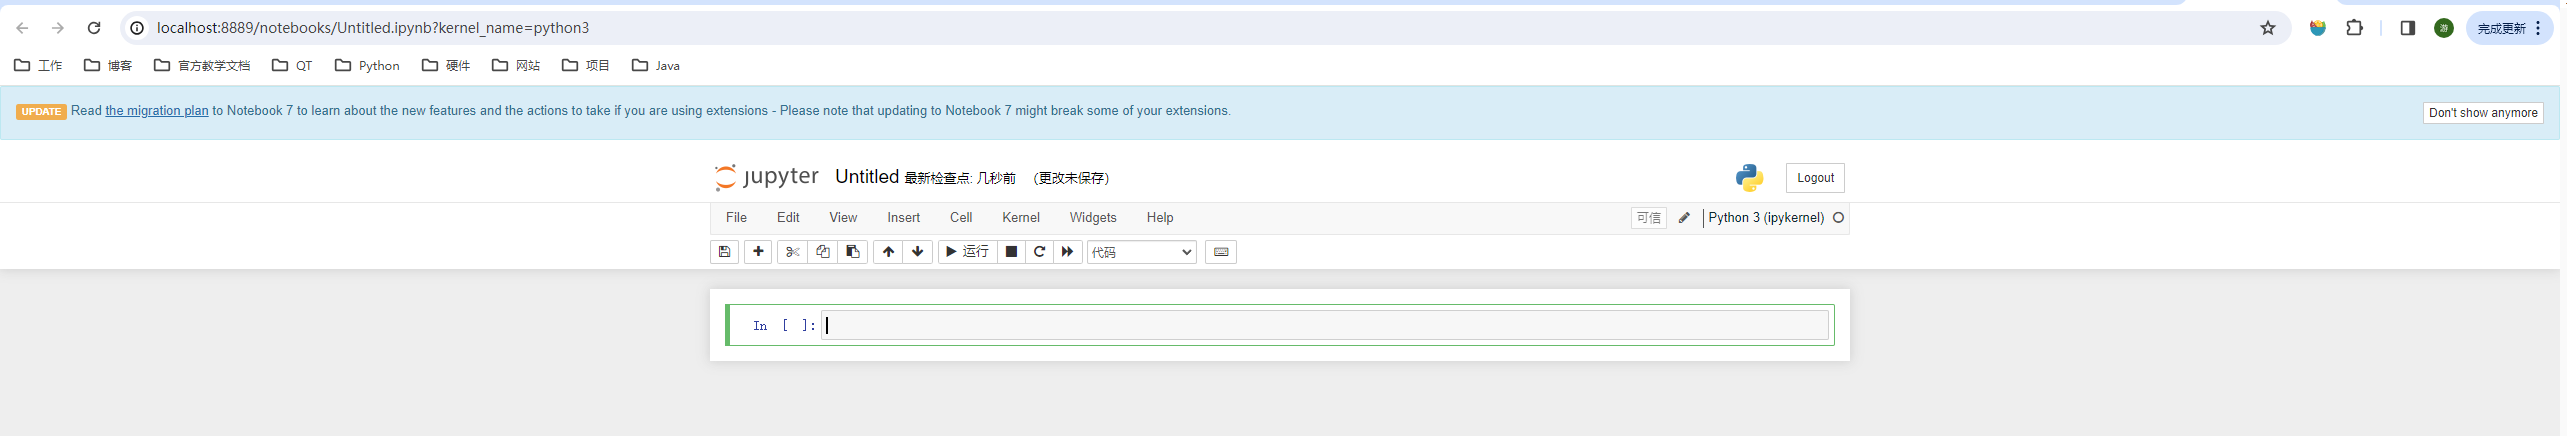 localhost:8889/notebooks/Untitled.ipynb?kernel_name=python3
游
完成更新
工作 博客 官方教学文档 QT Python 硬件 网站 项目 Java
UPDATE Read the migration plan to Notebook 7 to learn about the new features and the actions to take if you are using extensions - Please note that updating to Notebook 7 might break some of your extensions.
Don't show anymore
jupyter Untitled 最新检查点: 几秒前 (更改未保存) Logout
File Edit View Insert Cell Kernel Widgets Help 可信 Python 3 (ipykernel)
运行 代码
In [ ]: